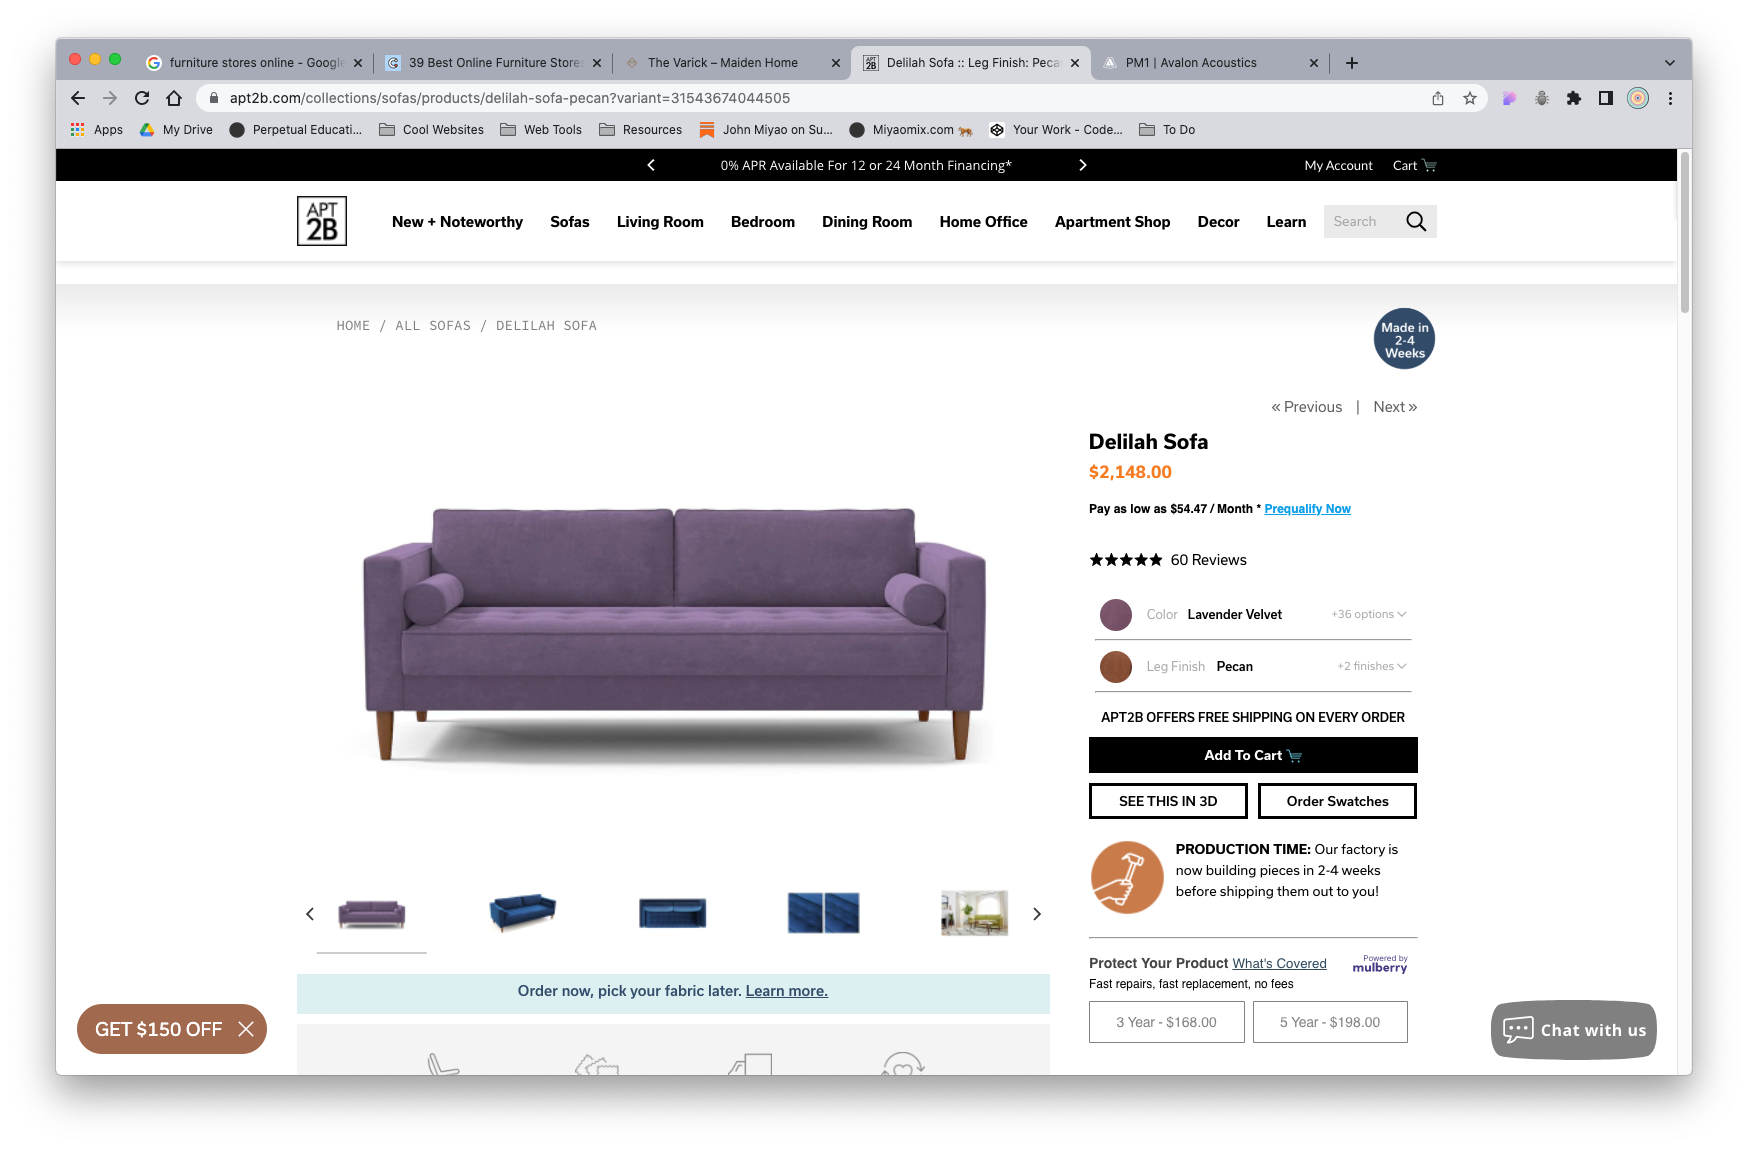 furniture stores online - Google
39 Best Online Furniture Stores
The Varick – Maiden Home
Delilah Sofa :: Leg Finish: Peca
PM1 | Avalon Acoustics
apt2b.com/collections/sofas/products/delilah-sofa-pecan?variant=31543674044505
Apps
My Drive
Perpetual Educati...
Cool Websites
Web Tools
Resources
John Miyao on Su...
Miyaomix.com
Your Work - Code...
To Do
0% APR Available For 12 or 24 Month Financing*
My Account
Cart
APT
2B
New + Noteworthy
Sofas
Living Room
Bedroom
Dining Room
Home Office
Apartment Shop
Decor
Learn
Search
HOME / ALL SOFAS / DELILAH SOFA
Made in
2-4
Weeks
« Previous | Next »
Delilah Sofa
$2,148.00
Pay as low as $54.47 / Month * Prequalify Now
60 Reviews
Color Lavender Velvet +36 options
Leg Finish Pecan +2 finishes
APT2B OFFERS FREE SHIPPING ON EVERY ORDER
Add To Cart
SEE THIS IN 3D
Order Swatches
PRODUCTION TIME: Our factory is
now building pieces in 2-4 weeks
before shipping them out to you!
Protect Your Product What's Covered
Powered by
mulberry
Fast repairs, fast replacement, no fees
3 Year - $168.00
5 Year - $198.00
Order now, pick your fabric later. Learn more.
GET $150 OFF
Chat with us